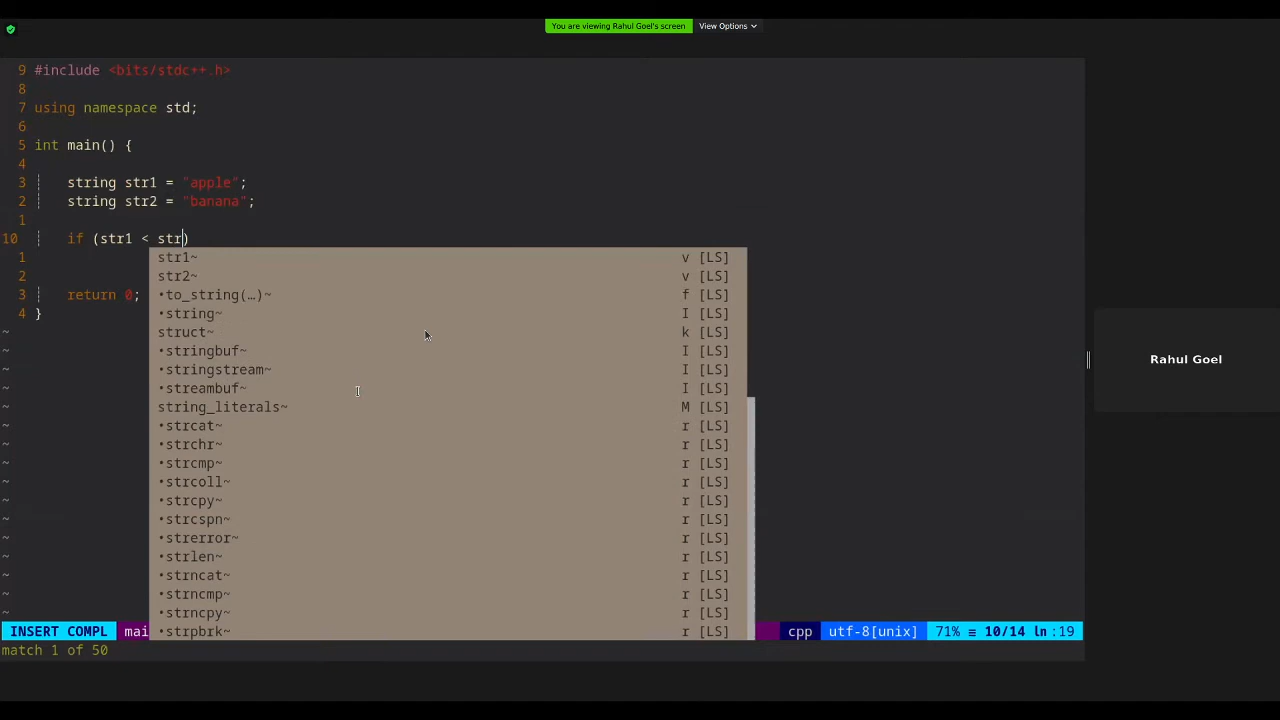 You are viewing Rahul Goel's screen View Options
9 #include <bits/stdc++.h>
8
7 using namespace std;
6
5 int main() {
4
3 string str1 = "apple";
2 string str2 = "banana";
1
10 if (str1 < str)
1 str1~ v [LS]
2 str2~ v [LS]
3 return 0; •to_string(…)~ f [LS]
4 } •string~ I [LS]
~ struct~ k [LS]
~ •stringbuf~ I [LS]
~ •stringstream~ I [LS]
~ •streambuf~ I [LS]
~ string_literals~ M [LS]
~ •strcat~ r [LS]
~ •strchr~ r [LS]
~ •strcmp~ r [LS]
~ •strcoll~ r [LS]
~ •strcpy~ r [LS]
~ •strcspn~ r [LS]
~ •strerror~ r [LS]
~ •strlen~ r [LS]
~ •strncat~ r [LS]
~ •strncmp~ r [LS]
~ •strncpy~ r [LS]
INSERT COMPL mai •strpbrk~ r [LS] cpp utf-8[unix] 71% ≡ 10/14 ln :19
match 1 of 50
Rahul Goel